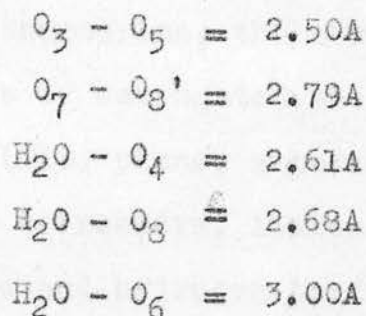 O3 - O5 = 2.50A
O7 - O8' = 2.79A
H2O - O4 = 2.61A
H2O - O8 = 2.68A
H2O - O6 = 3.00A